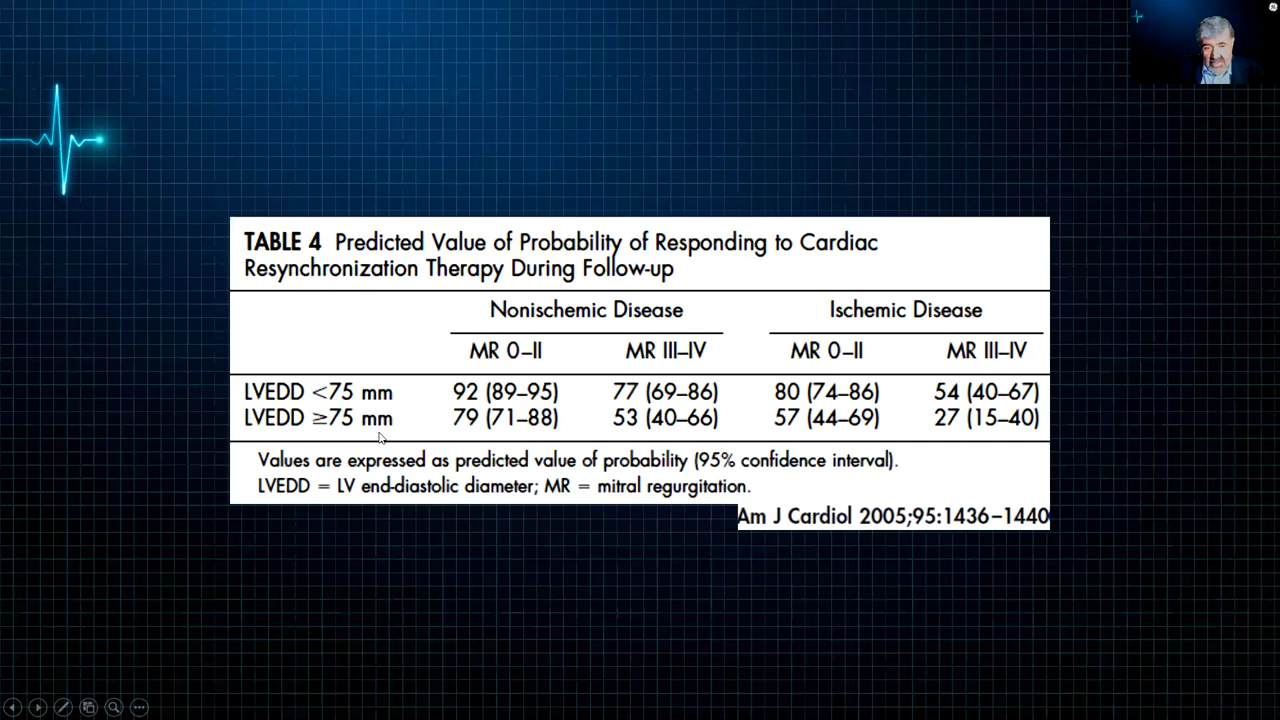 TABLE 4 Predicted Value of Probability of Responding to Cardiac
Resynchronization Therapy During Follow-up
Nonischemic Disease Ischemic Disease
MR 0–II MR III–IV MR 0–II MR III–IV
LVEDD <75 mm 92 (89–95) 77 (69–86) 80 (74–86) 54 (40–67)
LVEDD ≥75 mm 79 (71–88) 53 (40–66) 57 (44–69) 27 (15–40)
Values are expressed as predicted value of probability (95% confidence interval).
LVEDD = LV end-diastolic diameter; MR = mitral regurgitation.
Am J Cardiol 2005;95:1436–1440